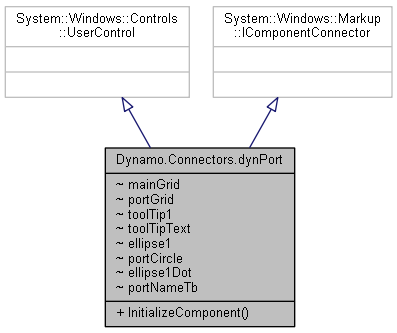 System::Windows::Controls
::UserControl
System::Windows::Markup
::IComponentConnector
Dynamo.Connectors.dynPort
~ mainGrid
~ portGrid
~ toolTip1
~ toolTipText
~ ellipse1
~ portCircle
~ ellipse1Dot
~ portNameTb
+ InitializeComponent()